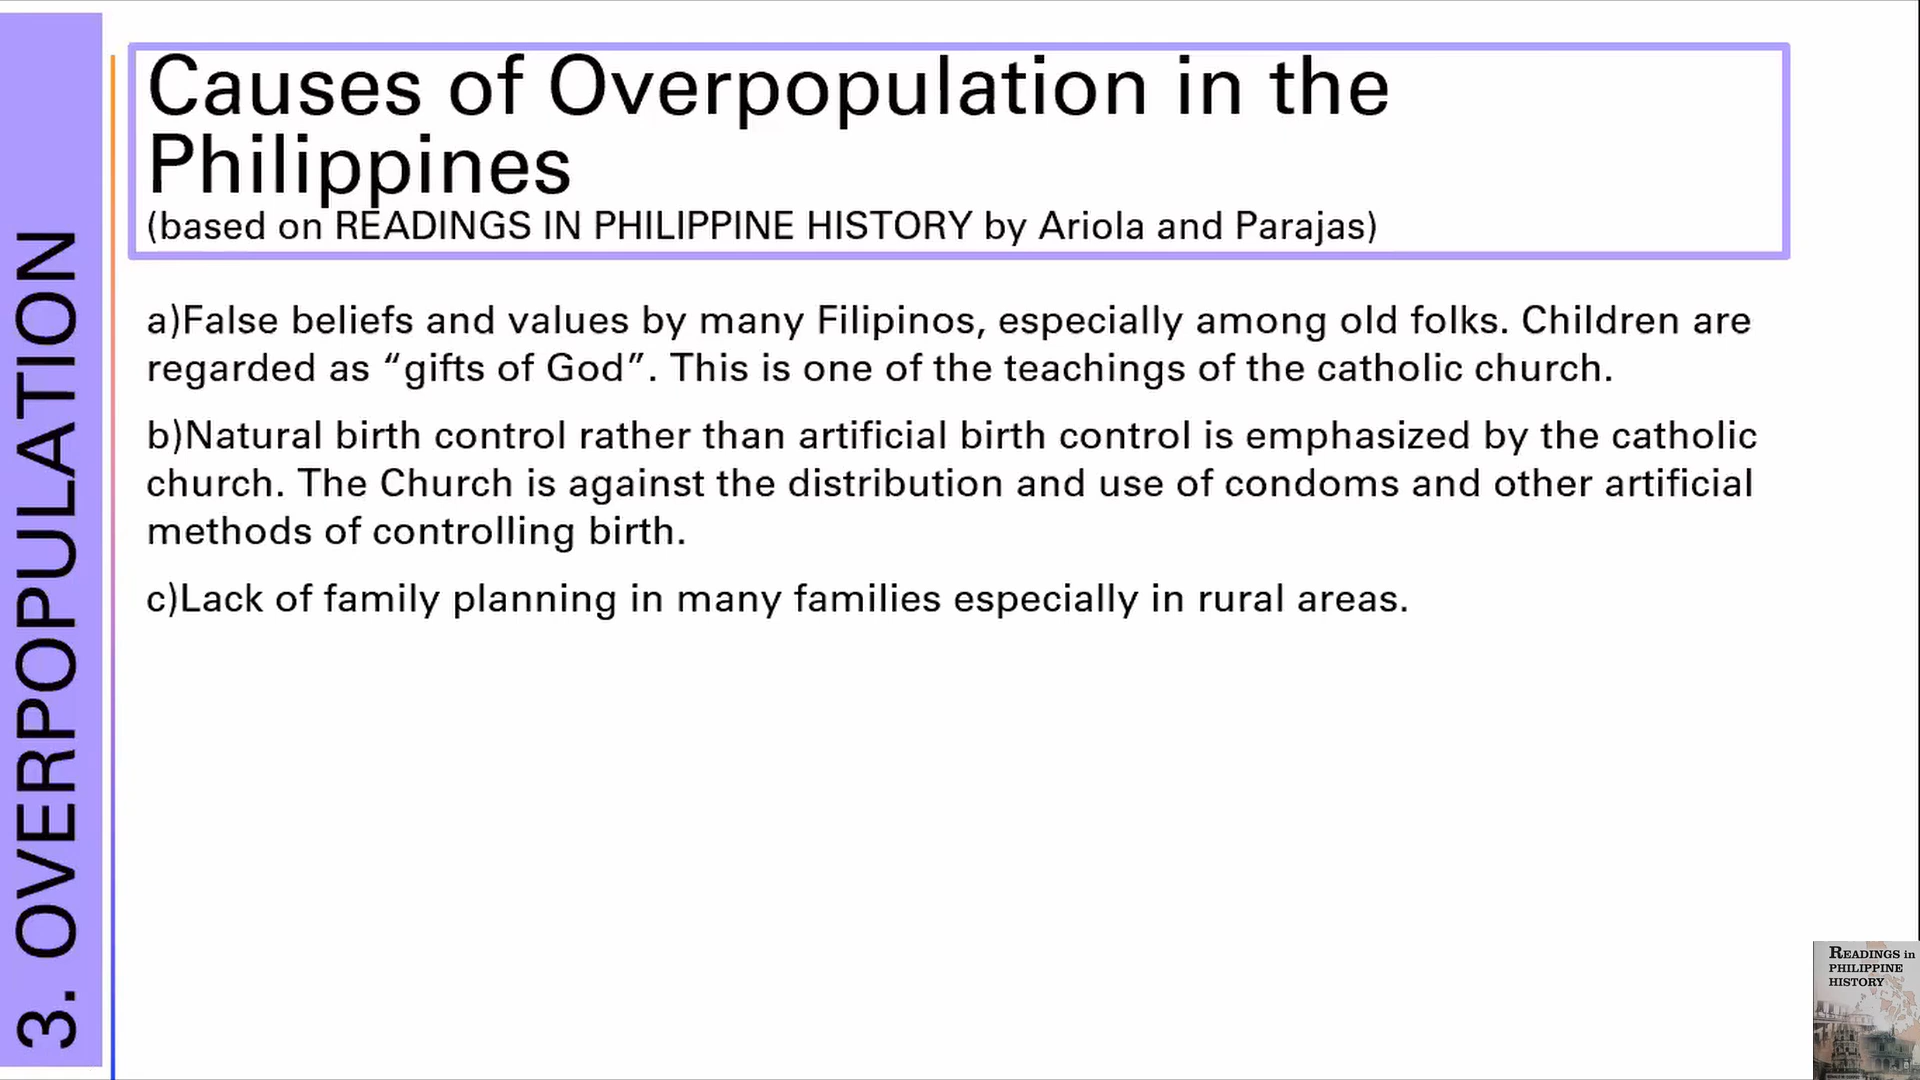 3. OVERPOPULATION
Causes of Overpopulation in the
Philippines
(based on READINGS IN PHILIPPINE HISTORY by Ariola and Parajas)
a)False beliefs and values by many Filipinos, especially among old folks. Children are
regarded as “gifts of God”. This is one of the teachings of the catholic church.
b)Natural birth control rather than artificial birth control is emphasized by the catholic
church. The Church is against the distribution and use of condoms and other artificial
methods of controlling birth.
c)Lack of family planning in many families especially in rural areas.
READINGS in
PHILIPPINE
HISTORY